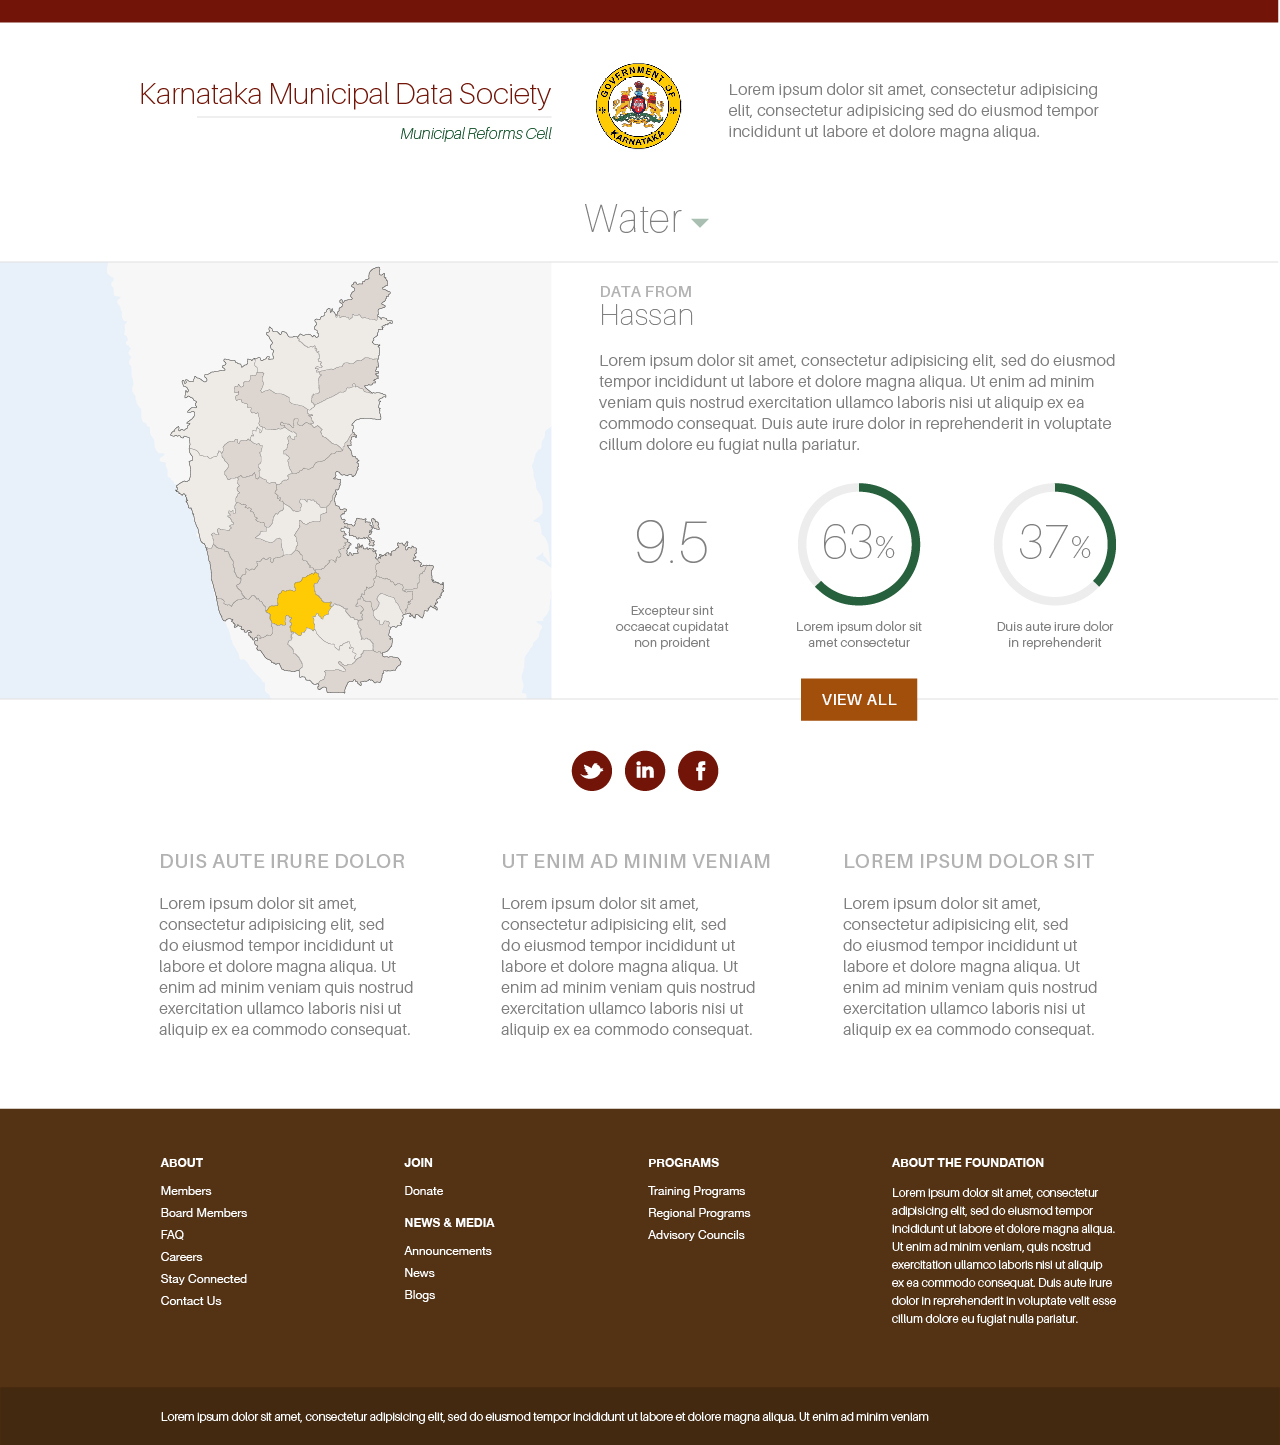 Karnataka Municipal Data Society
Municipal Reforms Cell
GOVERNMENT OF
KARNATAKA
Lorem ipsum dolor sit amet, consectetur adipisicing
elit, consectetur adipisicing sed do eiusmod tempor
incididunt ut labore et dolore magna aliqua.
Water
DATA FROM
Hassan
Lorem ipsum dolor sit amet, consectetur adipisicing elit, sed do eiusmod
tempor incididunt ut labore et dolore magna aliqua. Ut enim ad minim
veniam quis nostrud exercitation ullamco laboris nisi ut aliquip ex ea
commodo consequat. Duis aute irure dolor in reprehenderit in voluptate
cillum dolore eu fugiat nulla pariatur.
9.5
Excepteur sint
occaecat cupidatat
non proident
63%
Lorem ipsum dolor sit
amet consectetur
37%
Duis aute irure dolor
in reprehenderit
VIEW ALL
in
f
DUIS AUTE IRURE DOLOR
Lorem ipsum dolor sit amet,
consectetur adipisicing elit, sed
do eiusmod tempor incididunt ut
labore et dolore magna aliqua. Ut
enim ad minim veniam quis nostrud
exercitation ullamco laboris nisi ut
aliquip ex ea commodo consequat.
UT ENIM AD MINIM VENIAM
Lorem ipsum dolor sit amet,
consectetur adipisicing elit, sed
do eiusmod tempor incididunt ut
labore et dolore magna aliqua. Ut
enim ad minim veniam quis nostrud
exercitation ullamco laboris nisi ut
aliquip ex ea commodo consequat.
LOREM IPSUM DOLOR SIT
Lorem ipsum dolor sit amet,
consectetur adipisicing elit, sed
do eiusmod tempor incididunt ut
labore et dolore magna aliqua. Ut
enim ad minim veniam quis nostrud
exercitation ullamco laboris nisi ut
aliquip ex ea commodo consequat.
ABOUT
Members
Board Members
FAQ
Careers
Stay Connected
Contact Us
JOIN
Donate
NEWS & MEDIA
Announcements
News
Blogs
PROGRAMS
Training Programs
Regional Programs
Advisory Councils
ABOUT THE FOUNDATION
Lorem ipsum dolor sit amet, consectetur
adipisicing elit, sed do eiusmod tempor
incididunt ut labore et dolore magna aliqua.
Ut enim ad minim veniam, quis nostrud
exercitation ullamco laboris nisi ut aliquip
ex ea commodo consequat. Duis aute irure
dolor in reprehenderit in voluptate velit esse
cillum dolore eu fugiat nulla pariatur.
Lorem ipsum dolor sit amet, consectetur adipisicing elit, sed do eiusmod tempor incididunt ut labore et dolore magna aliqua. Ut enim ad minim veniam